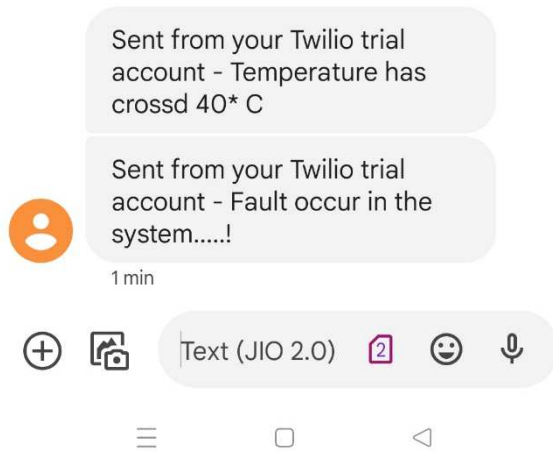 Sent from your Twilio trial
account - Temperature has
crossd 40* C
Sent from your Twilio trial
account - Fault occur in the
system.....!
1 min
Text (JIO 2.0)
2